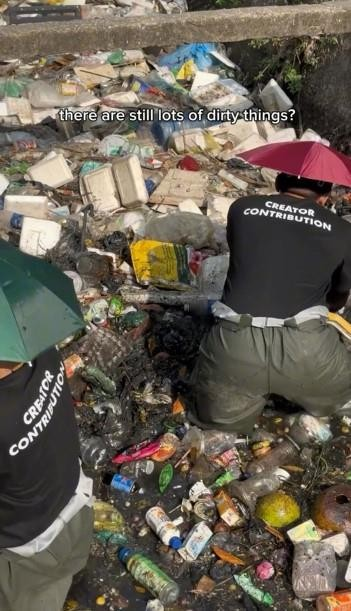 there are still lots of dirty things?
CREATOR
CONTRIBUTION
CREATOR
CONTRIBUTION